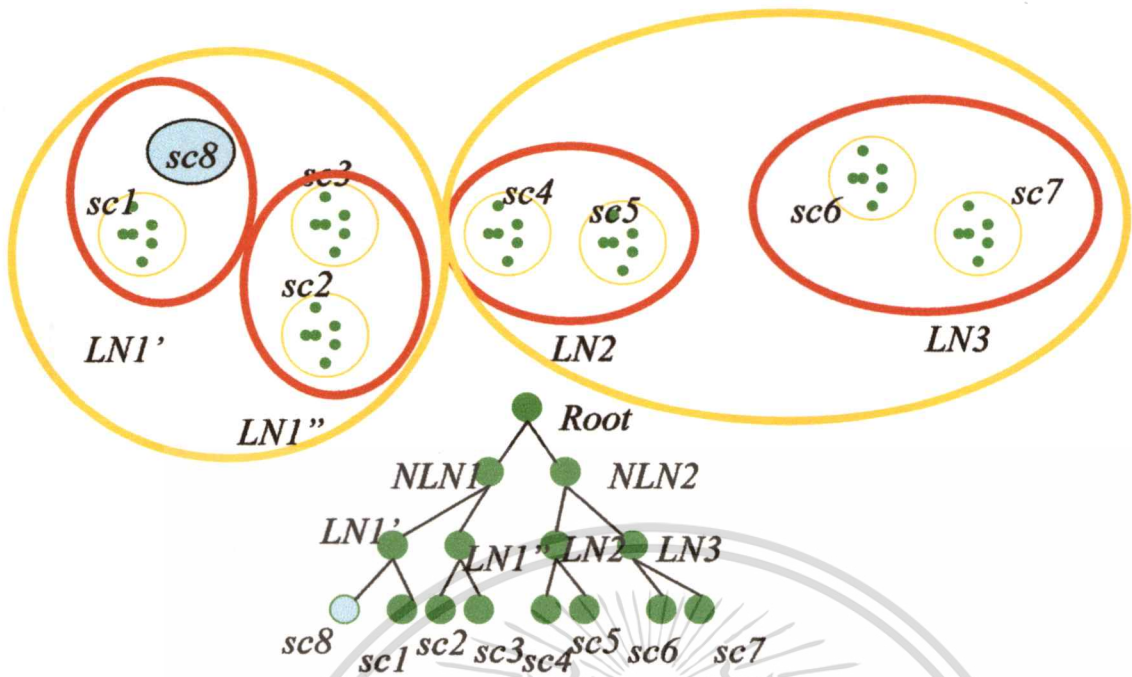 sc8
sc3
sc1
sc4
sc5
sc6
sc7
sc2
LN1’
LN2
LN3
LN1”
Root
NLN1
NLN2
LN1’
LN1”
LN2
LN3
sc8
sc1
sc2
sc3
sc4
sc5
sc6
sc7